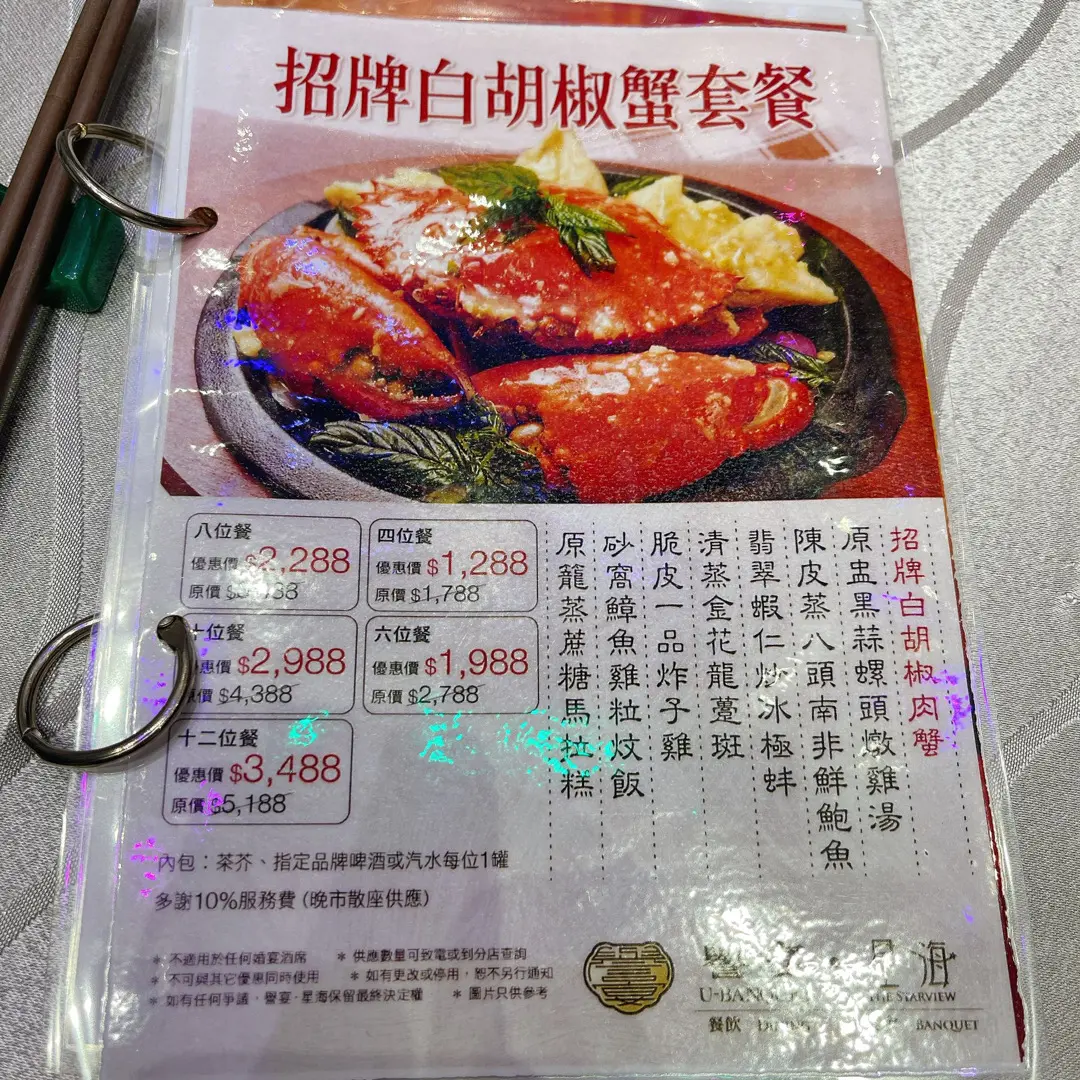 招牌白胡椒蟹套餐
招牌白胡椒肉蟹
原盅黑蒜螺頭燉雞湯
陳皮蒸八頭南非鮮鮑魚
翡翠蝦仁炒冰極蚌
清蒸金花龍躉斑
脆皮一品炸子雞
砂窩鱆魚雞粒炆飯
原籠蒸蔗糖馬拉糕
四位餐
優惠價 $1,288
原價 $1,788
六位餐
優惠價 $1,988
原價 $2,788
八位餐
優惠價 $2,288
原價
十位餐
惠價 $2,988
原價 $4,388
十二位餐
優惠價 $3,488
原價 $5,188
內包：茶芥、指定品牌啤酒或汽水每位1罐
多謝10%服務費 (晚市散座供應)
* 不適用於任何婚宴酒席 * 供應數量可致電或到分店查詢
* 不可與其它優惠同時使用 * 如有更改或停用，恕不另行通知
* 如有任何爭議，譽宴·星海保留最終決定權 * 圖片只供參考
譽宴·星海
U-BANQUET THE STARVIEW
餐飲 DINING BANQUET